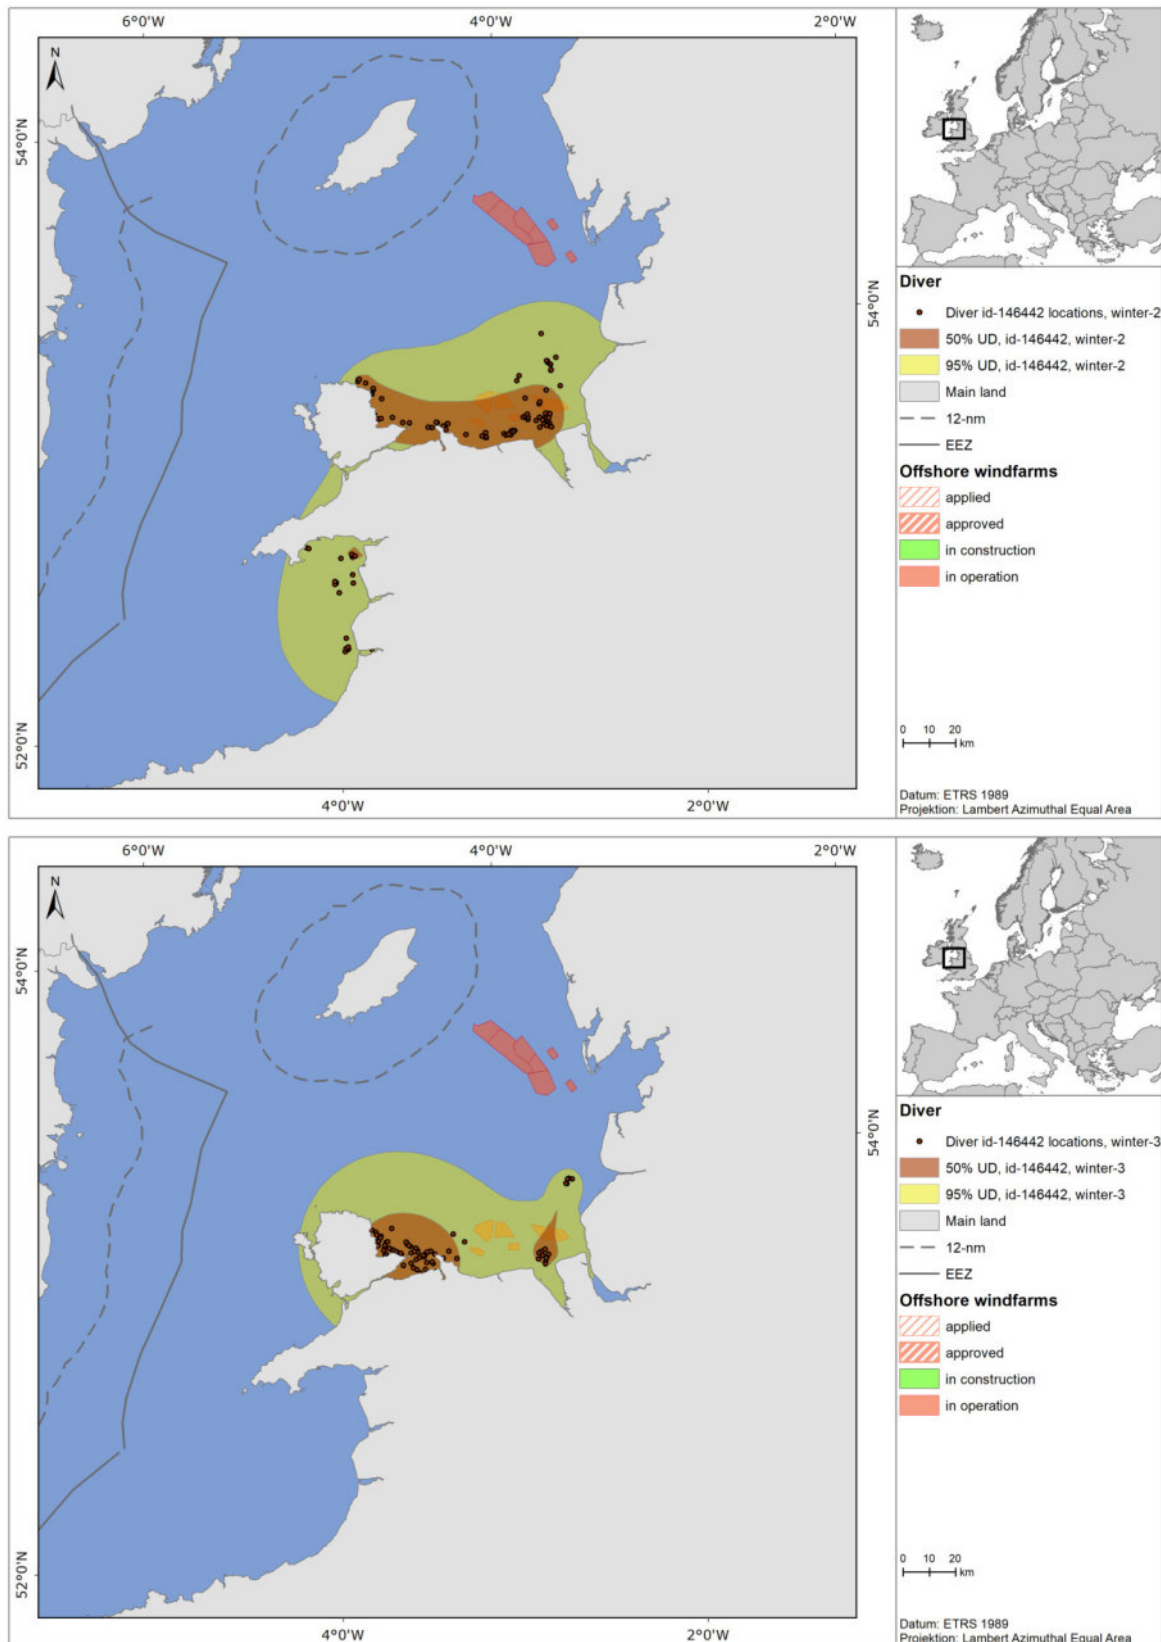 6°0'W 4°0'W 2°0'W
N
54°0'N
54°0'N
52°0'N
4°0'W 2°0'W
Diver
Diver id-146442 locations, winter-2
50% UD, id-146442, winter-2
95% UD, id-146442, winter-2
Main land
12-nm
EEZ
Offshore windfarms
applied
approved
in construction
in operation
0 10 20
km
Datum: ETRS 1989
Projektion: Lambert Azimuthal Equal Area
6°0'W 4°0'W 2°0'W
N
54°0'N
54°0'N
52°0'N
4°0'W 2°0'W
Diver
Diver id-146442 locations, winter-3
50% UD, id-146442, winter-3
95% UD, id-146442, winter-3
Main land
12-nm
EEZ
Offshore windfarms
applied
approved
in construction
in operation
0 10 20
km
Datum: ETRS 1989
Projektion: Lambert Azimuthal Equal Area